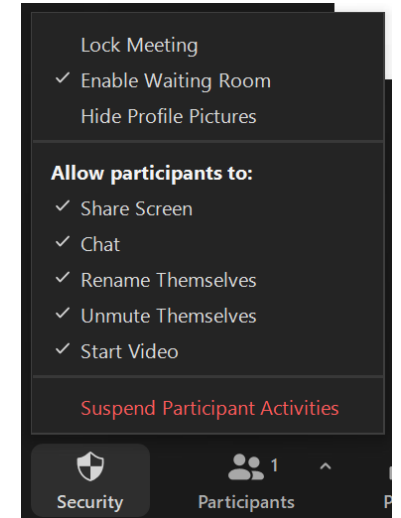 Lock Meeting
✓ Enable Waiting Room
Hide Profile Pictures
Allow participants to:
✓ Share Screen
✓ Chat
✓ Rename Themselves
✓ Unmute Themselves
✓ Start Video
Suspend Participant Activities
1
Security Participants